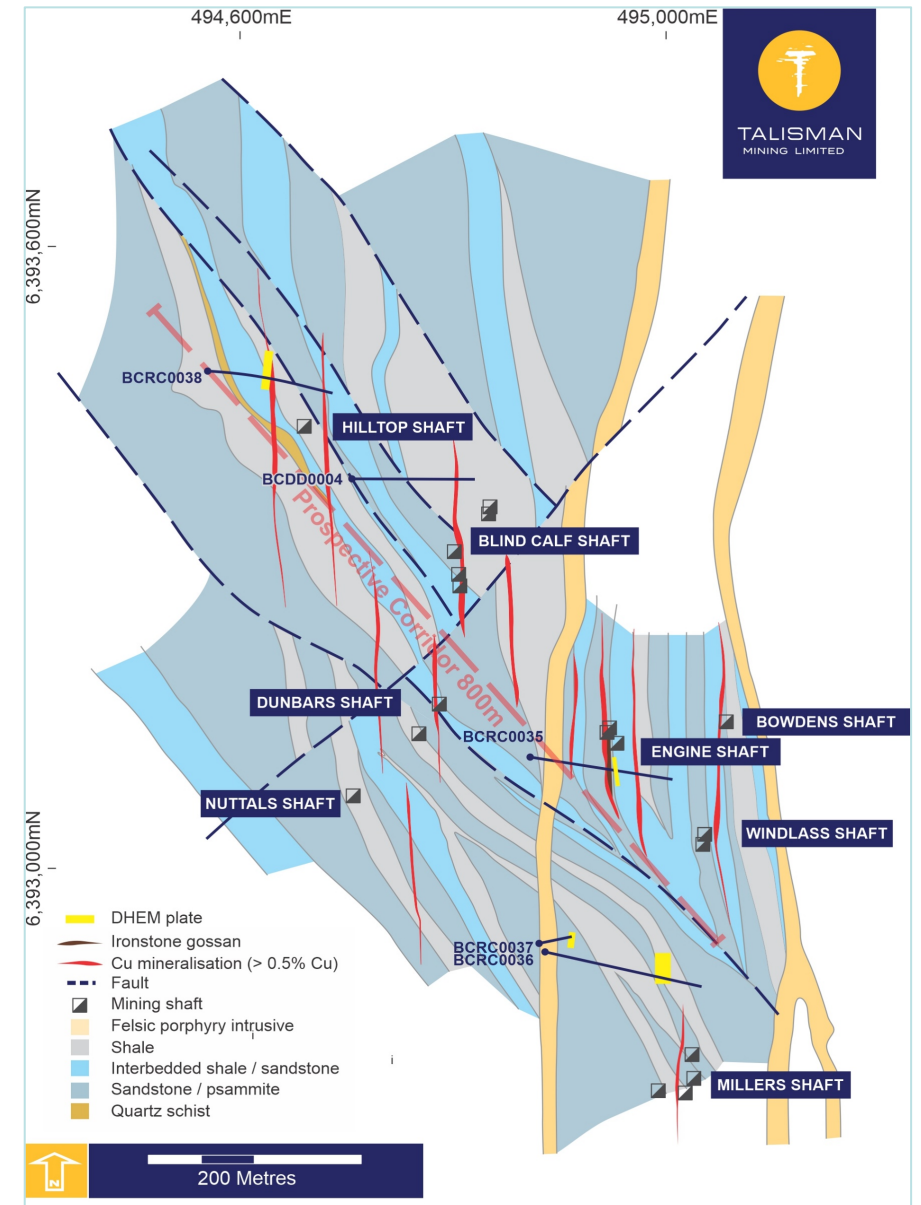 494,600mE
495,000mE
TALISMAN
MINING LIMITED
6,393,600mN
BCRC0038
HILLTOP SHAFT
BCDD0004
BLIND CALF SHAFT
Prospective Corridor 800m
DUNBARS SHAFT
BOWDENS SHAFT
BCRC0035
ENGINE SHAFT
NUTTALS SHAFT
WINDLASS SHAFT
6,393,000mN
BCRC0037
BCRC0036
MILLERS SHAFT
DHEM plate
Ironstone gossan
Cu mineralisation (> 0.5% Cu)
Fault
Mining shaft
Felsic porphyry intrusive
Shale
Interbedded shale / sandstone
Sandstone / psammite
Quartz schist
N
200 Metres